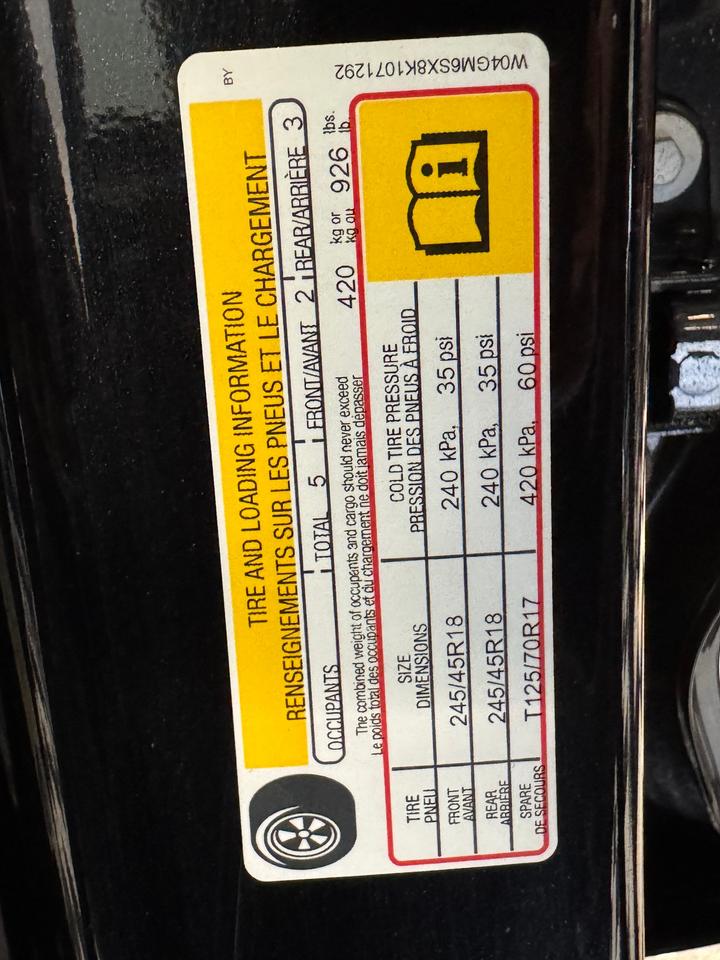 TIRE AND LOADING INFORMATION
RENSEIGNEMENTS SUR LES PNEUS ET LE CHARGEMENT
BY
OCCUPANTS TOTAL 5 FRONT/AVANT 2 REAR/ARRIÈRE 3
The combined weight of occupants and cargo should never exceed 420 kg or 926 lbs.
Le poids total des occupants et du chargement ne doit jamais dépasser kg ou lb.
TIRE SIZE COLD TIRE PRESSURE
PNEU DIMENSIONS PRESSION DES PNEUS À FROID
FRONT 245/45R18 240 kPa, 35 psi
AVANT
REAR 245/45R18 240 kPa, 35 psi
ARRIÈRE
SPARE T125/70R17 420 kPa, 60 psi
DE SECOURS
W04GM6SX8K1071292